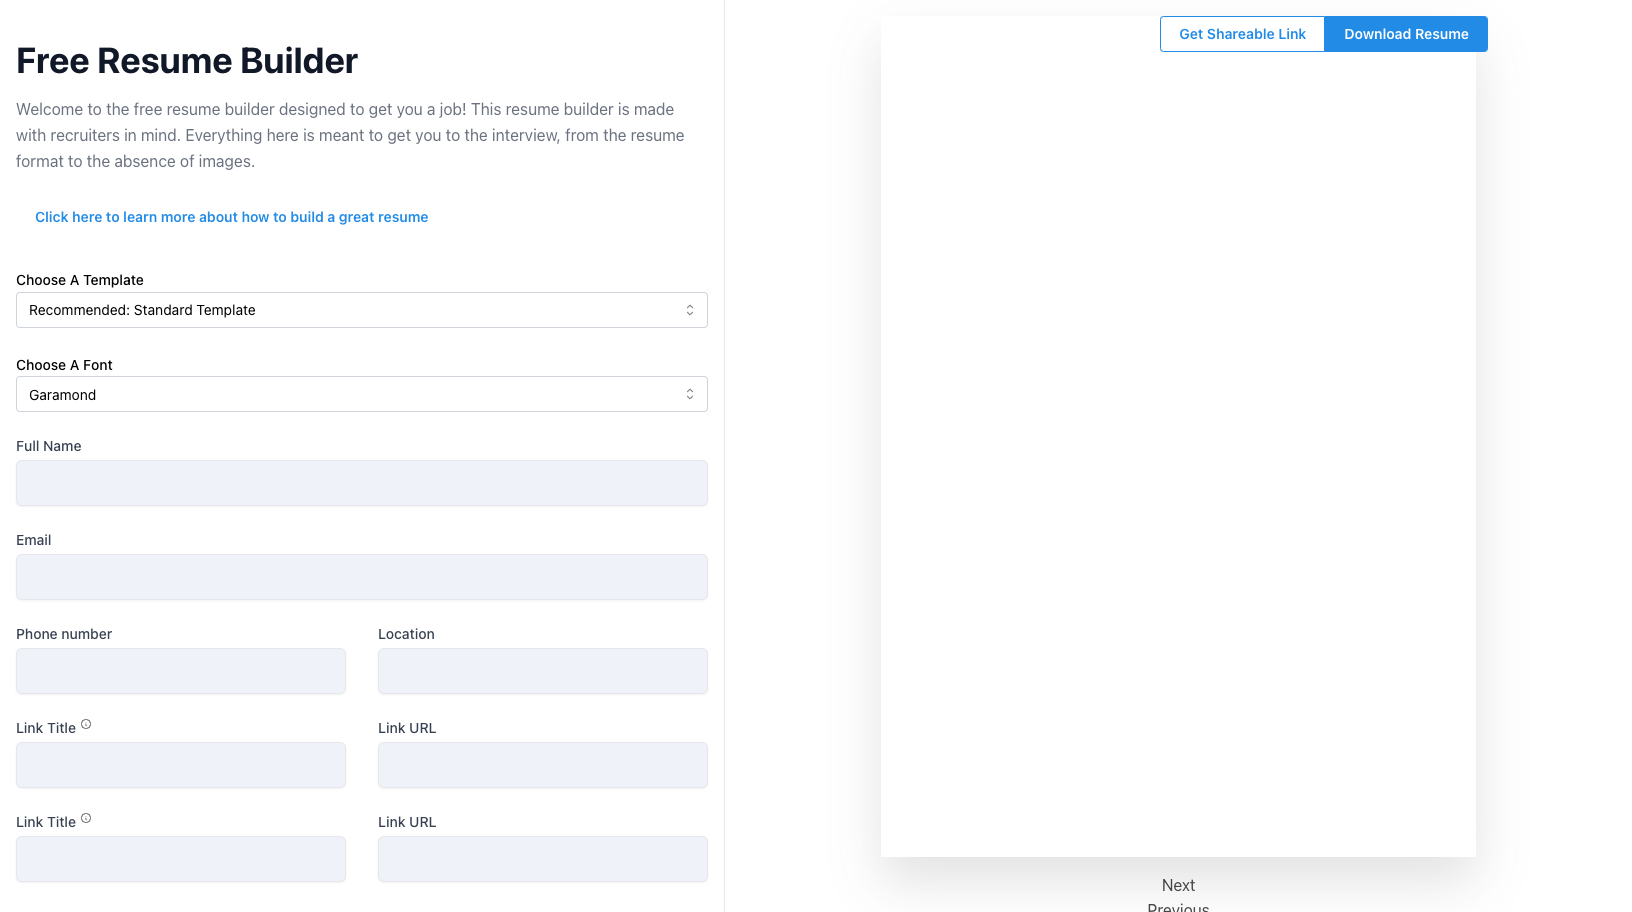 Free Resume Builder
Welcome to the free resume builder designed to get you a job! This resume builder is made
with recruiters in mind. Everything here is meant to get you to the interview, from the resume
format to the absence of images.
Click here to learn more about how to build a great resume
Choose A Template
Recommended: Standard Template
Choose A Font
Garamond
Full Name
Email
Phone number
Location
Link Title
Link URL
Link Title
Link URL
Get Shareable Link
Download Resume
Next
Previous